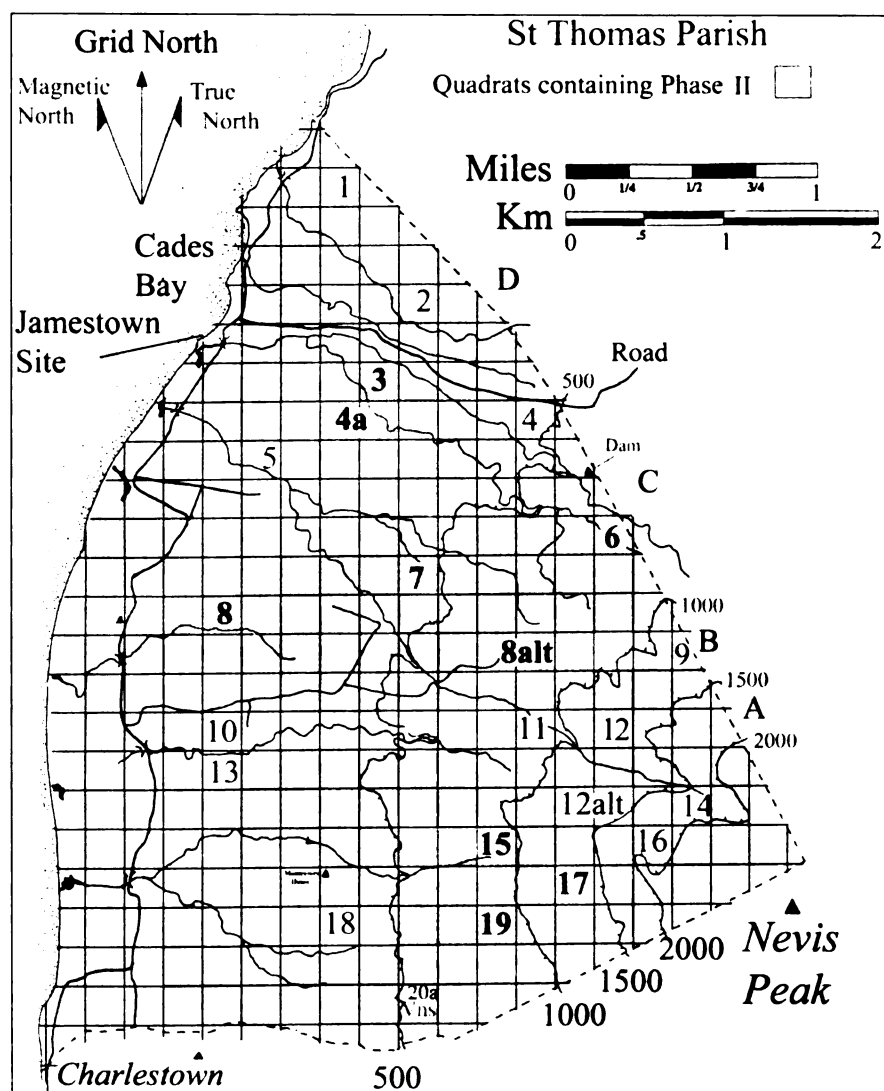 St Thomas Parish
Quadrats containing Phase II
Grid North
Magnetic
North
True
North
Miles
0 1/4 1/2 3/4 1
Km
0 .5 1 2
Cades
Bay
Jamestown
Site
Road
Dam
1
2
D
3
500
4a
4
5
C
6
7
8
1000
8alt
B
9
1500
10
11
12
A
2000
13
12alt
14
15
16
17
18
19
20a
Nevis
Peak
2000
1500
1000
500
Charlestown